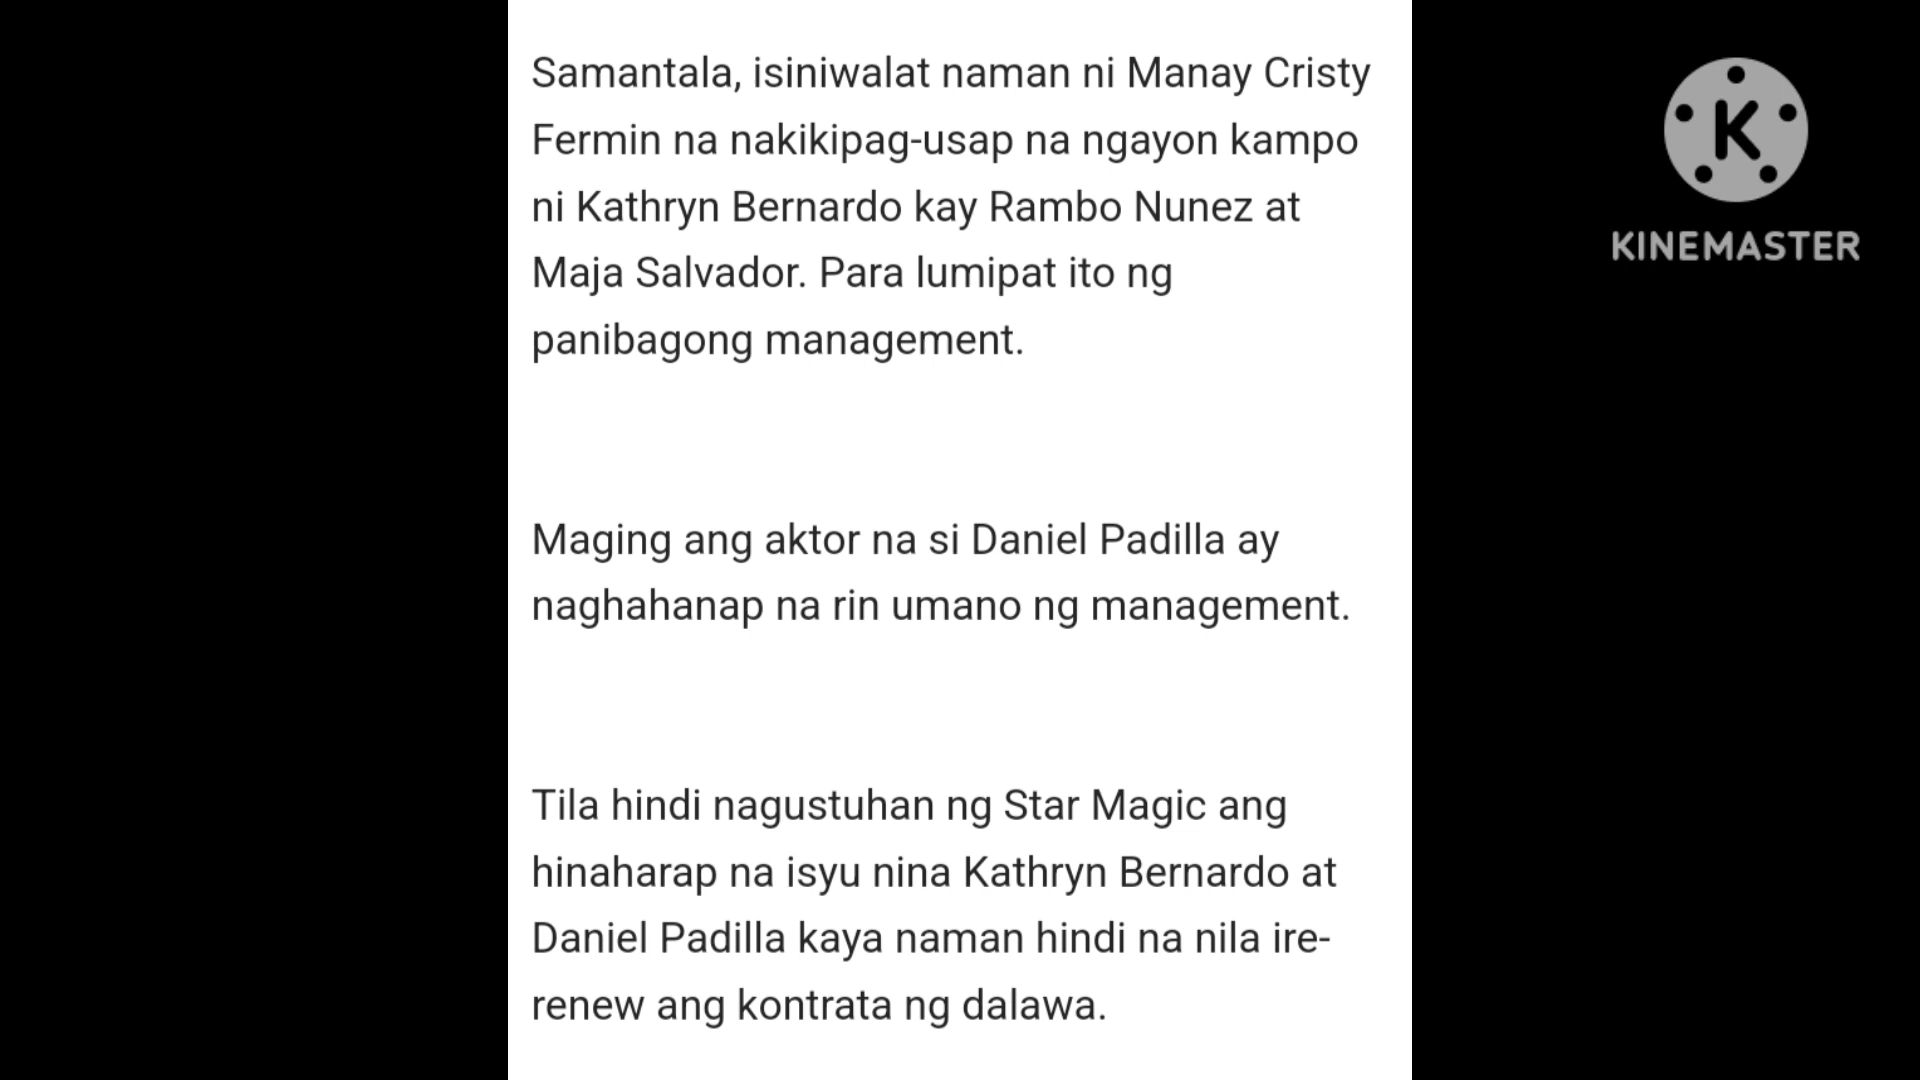 Samantala, isiniwalat naman ni Manay Cristy
Fermin na nakikipag-usap na ngayon kampo
ni Kathryn Bernardo kay Rambo Nunez at
Maja Salvador. Para lumipat ito ng
panibagong management.
Maging ang aktor na si Daniel Padilla ay
naghahanap na rin umano ng management.
Tila hindi nagustuhan ng Star Magic ang
hinaharap na isyu nina Kathryn Bernardo at
Daniel Padilla kaya naman hindi na nila ire-
renew ang kontrata ng dalawa.
K
KINEMASTER